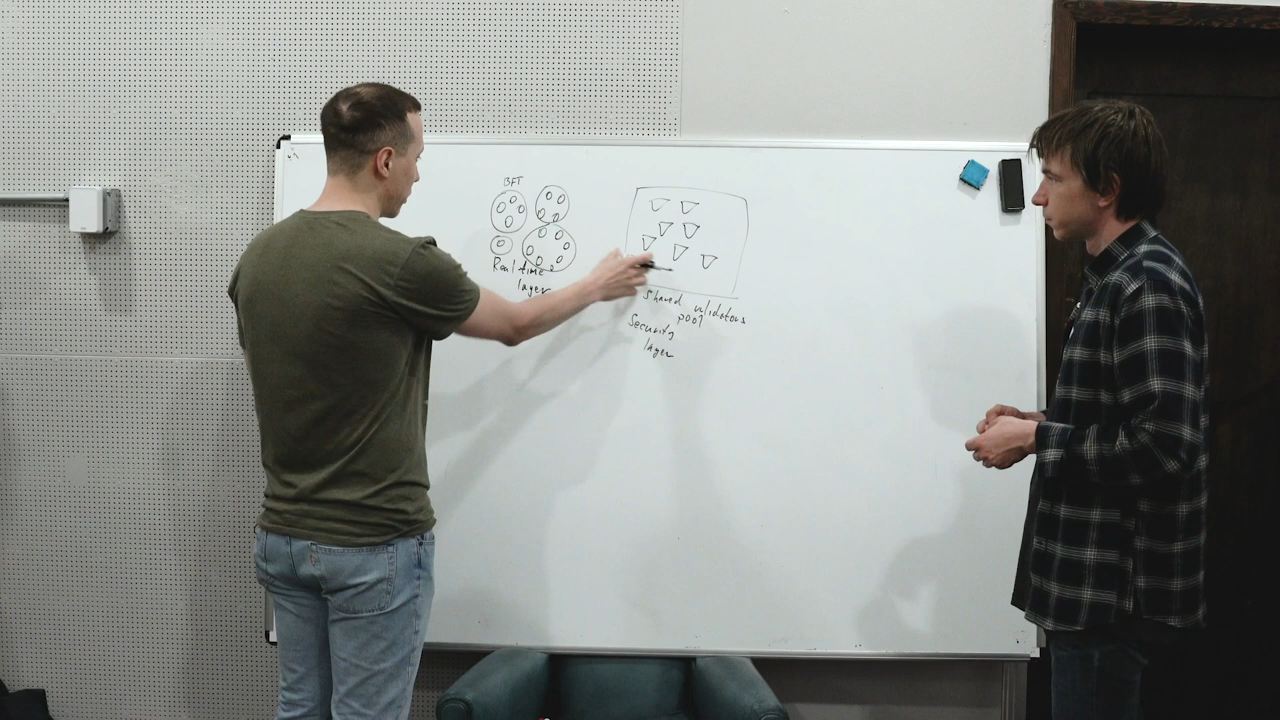 BFT
Real time
layer
Shared validators
pool
Security
layer